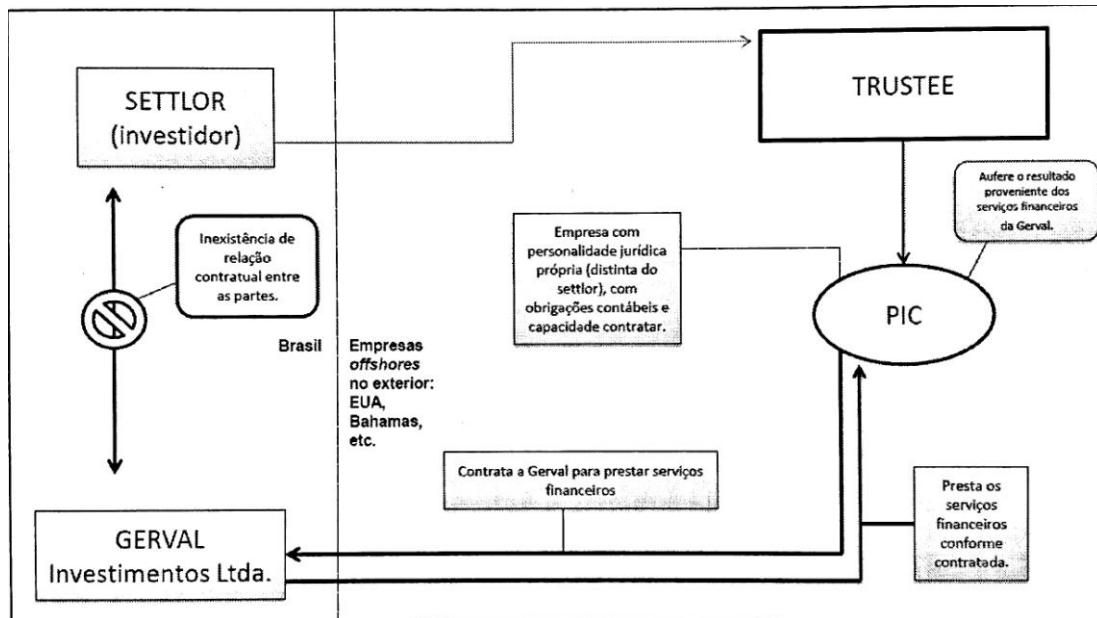 SETTLOR
(investidor)
TRUSTEE
Inexistência de
relação
contratual entre
as partes.
Empresa com
personalidade jurídica
própria (distinta do
settlor), com
obrigações contábeis e
capacidade contratar.
Aufere o resultado
proveniente dos
serviços financeiros
da Gerval.
PIC
Brasil
Empresas
offshores
no exterior:
EUA,
Bahamas,
etc.
Contrata a Gerval para prestar serviços
financeiros
Presta os
serviços
financeiros
conforme
contratada.
GERVAL
Investimentos Ltda.